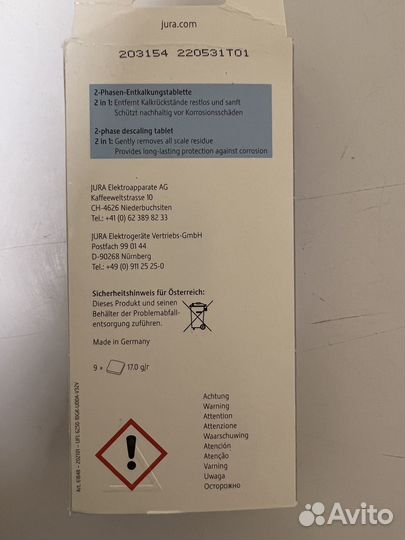 jura.com
203154 220531T01
2-Phasen-Entkalkungstablette
2 in 1: Entfernt Kalkrückstände restlos und sanft
Schützt nachhaltig vor Korrosionsschäden
2-phase descaling tablet
2 in 1: Gently removes all scale residue
Provides long-lasting protection against corrosion
JURA Elektroapparate AG
Kaffeeweltstrasse 10
CH-4626 Niederbuchsiten
Tel.: +41 (0) 62 389 82 33
JURA Elektrogeräte Vertriebs-GmbH
Postfach 99 01 44
D-90268 Nürnberg
Tel.: +49 (0) 911 25 25-0
Sicherheitshinweis für Österreich:
Dieses Produkt und seinen
Behälter der Problemabfall-
entsorgung zuführen.
Made in Germany
9 × 17.0 g/r
Achtung
Warning
Attention
Attenzione
Waarschuwing
Atención
Atenção
Varning
Uwaga
Осторожно
Avito